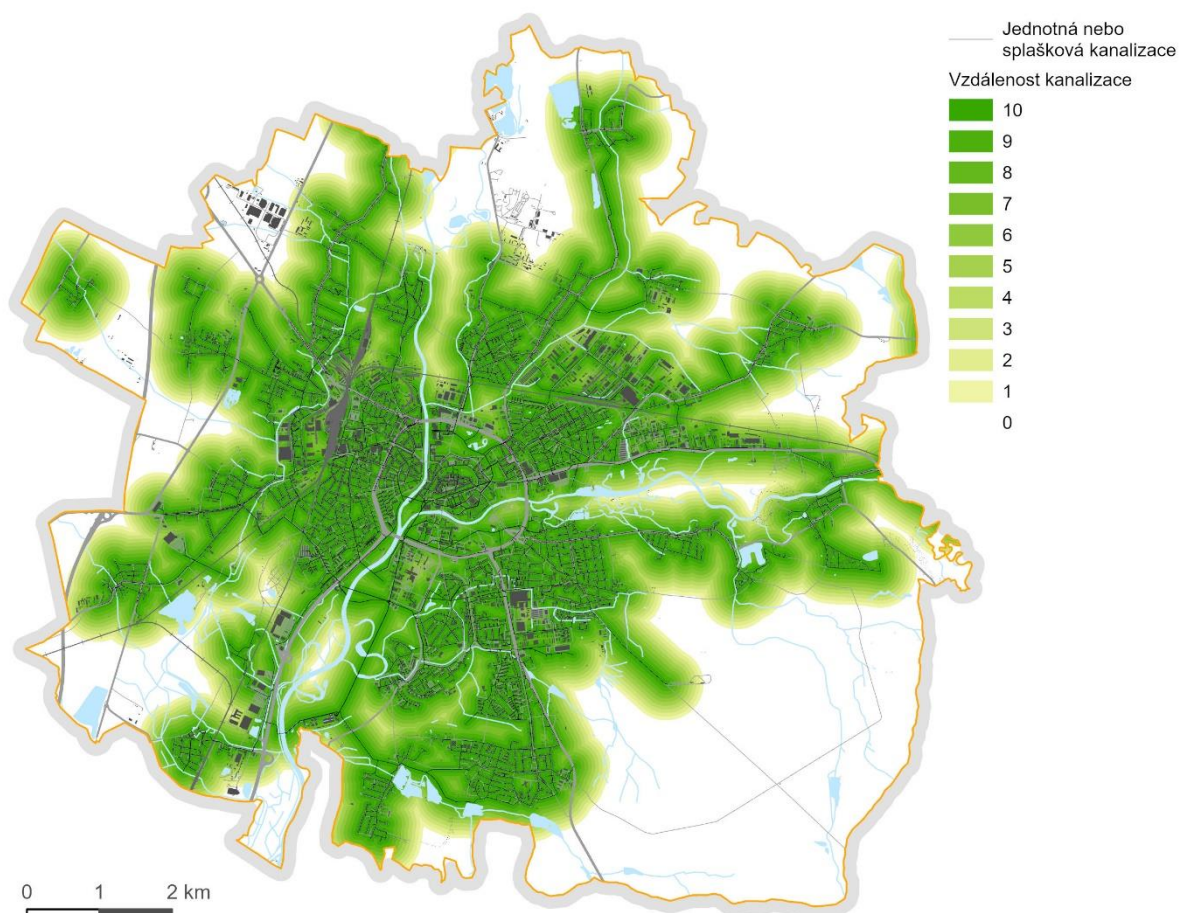 Jednotná nebo
splašková kanalizace
Vzdálenost kanalizace
10
9
8
7
6
5
4
3
2
1
0
0 1 2 km